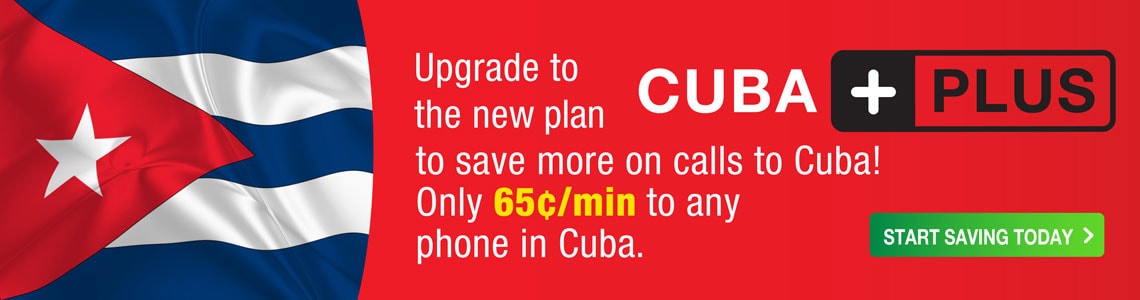 Upgrade to
the new plan
CUBA + PLUS
to save more on calls to Cuba!
Only 65¢/min to any
phone in Cuba.
START SAVING TODAY >